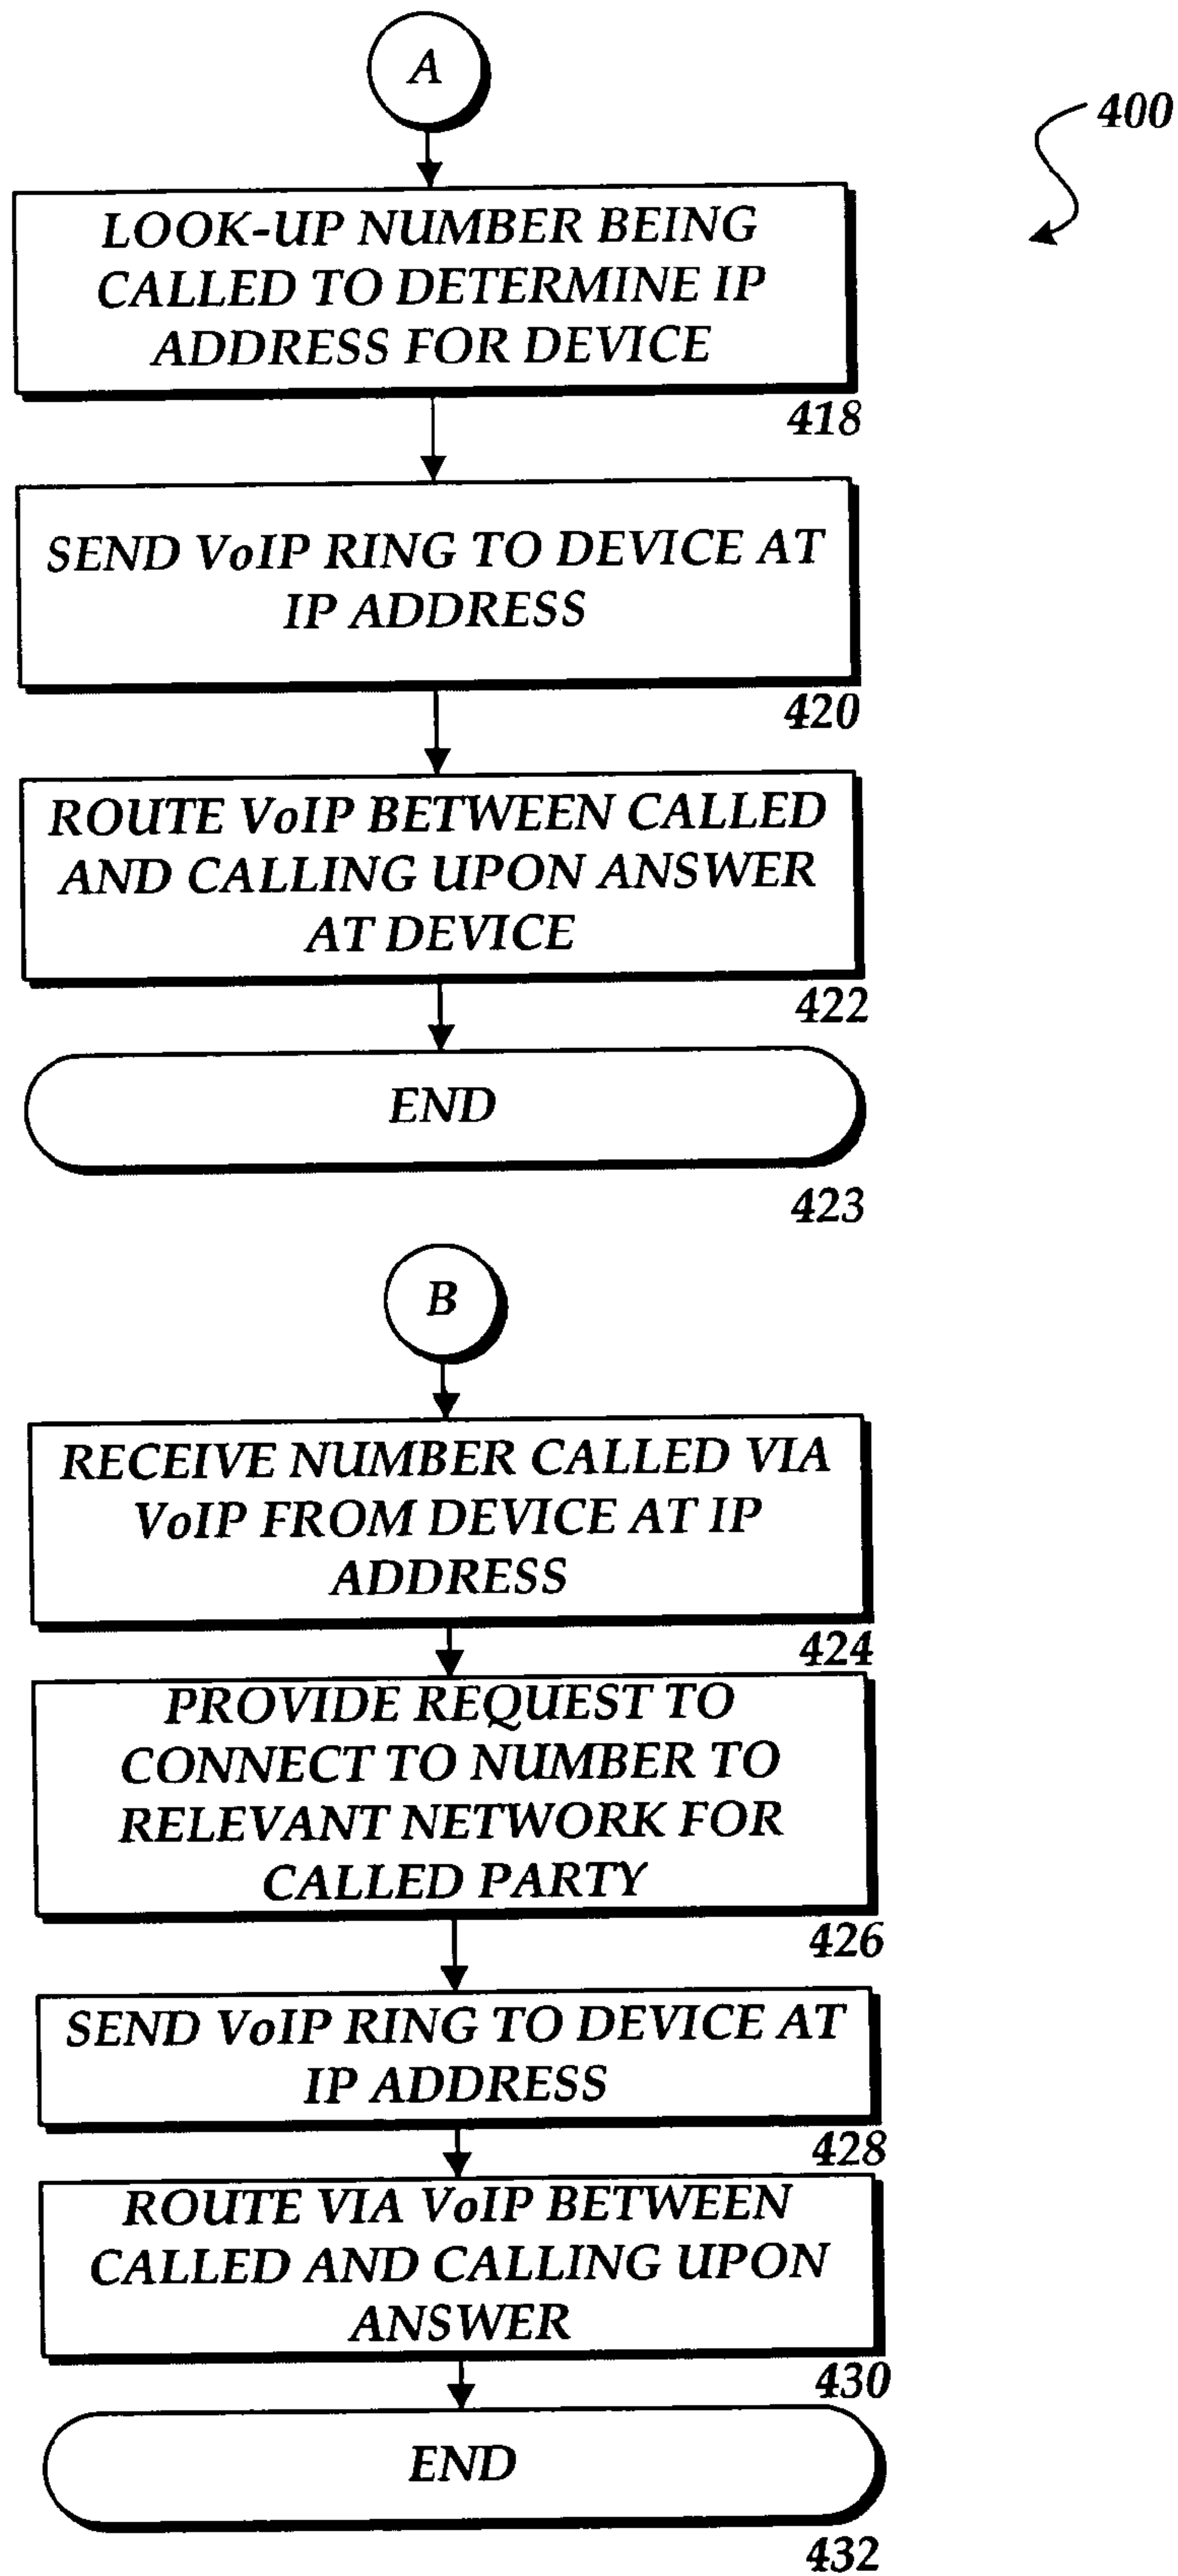 A
400
LOOK-UP NUMBER BEING
CALLED TO DETERMINE IP
ADDRESS FOR DEVICE
418
SEND VoIP RING TO DEVICE AT
IP ADDRESS
420
ROUTE VoIP BETWEEN CALLED
AND CALLING UPON ANSWER
AT DEVICE
422
END
423
B
RECEIVE NUMBER CALLED VIA
VoIP FROM DEVICE AT IP
ADDRESS
424
PROVIDE REQUEST TO
CONNECT TO NUMBER TO
RELEVANT NETWORK FOR
CALLED PARTY
426
SEND VoIP RING TO DEVICE AT
IP ADDRESS
428
ROUTE VIA VoIP BETWEEN
CALLED AND CALLING UPON
ANSWER
430
END
432